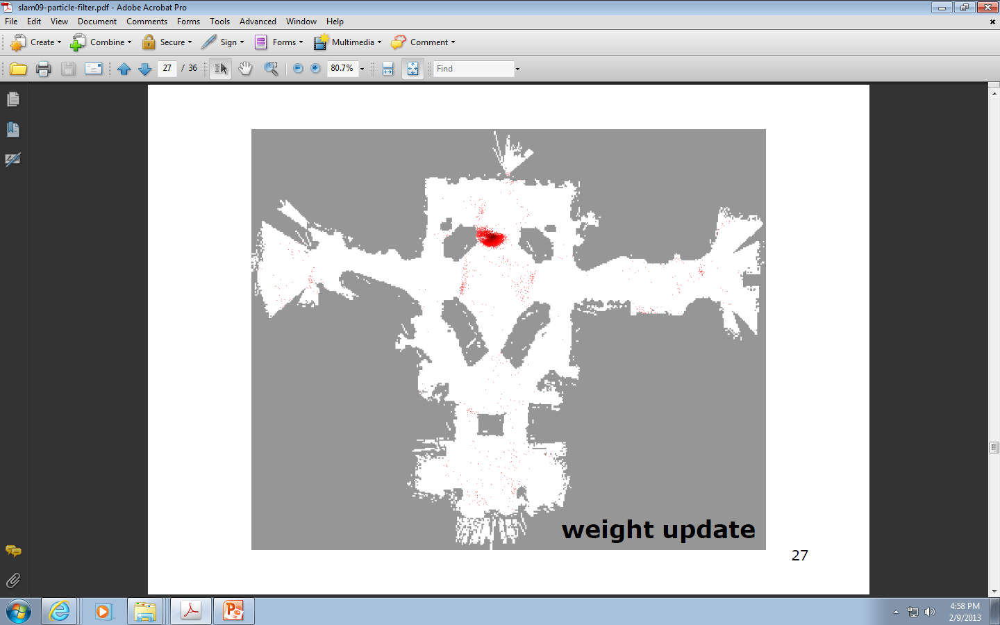 slam09-particle-filter.pdf - Adobe Acrobat Pro
File Edit View Document Comments Forms Tools Advanced Window Help
Create Combine Secure Sign Forms Multimedia Comment
27 / 36 80.7% Find
weight update
27
4:58 PM
2/9/2013